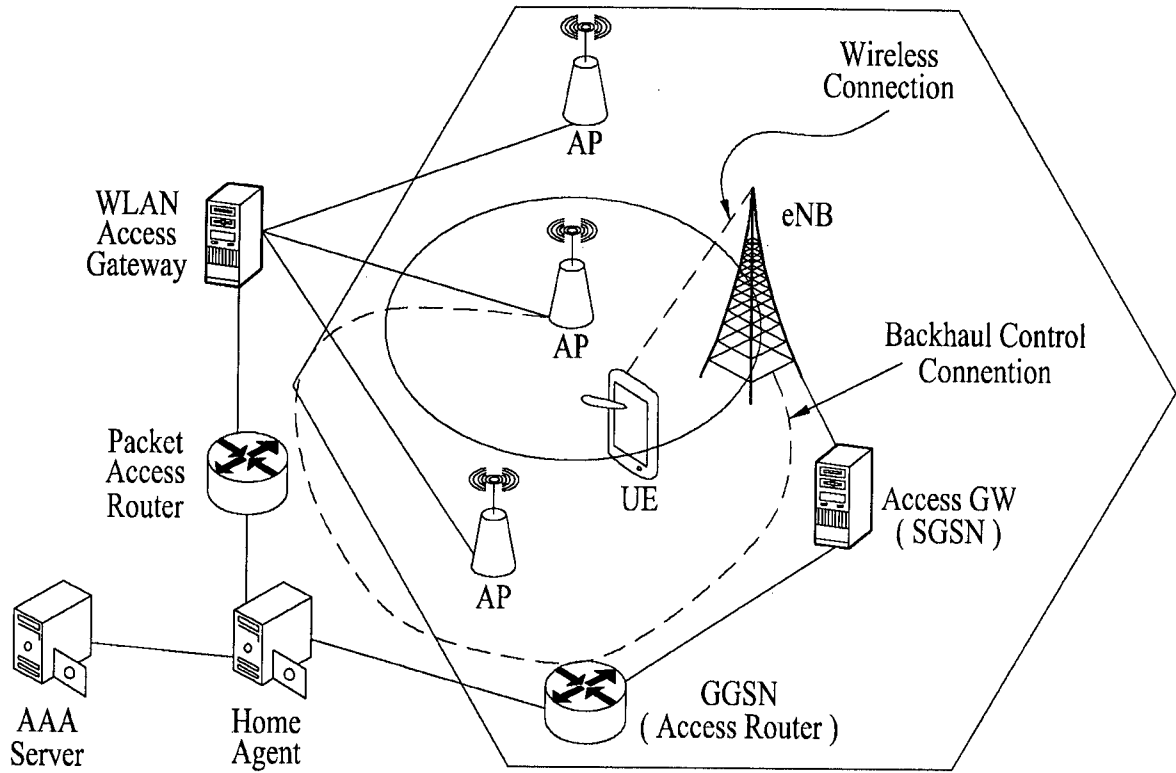 AP
Wireless
Connection
WLAN
Access
Gateway
eNB
AP
Backhaul Control
Connention
Packet
Access
Router
UE
Access GW
( SGSN )
AP
AAA
Server
Home
Agent
GGSN
( Access Router )